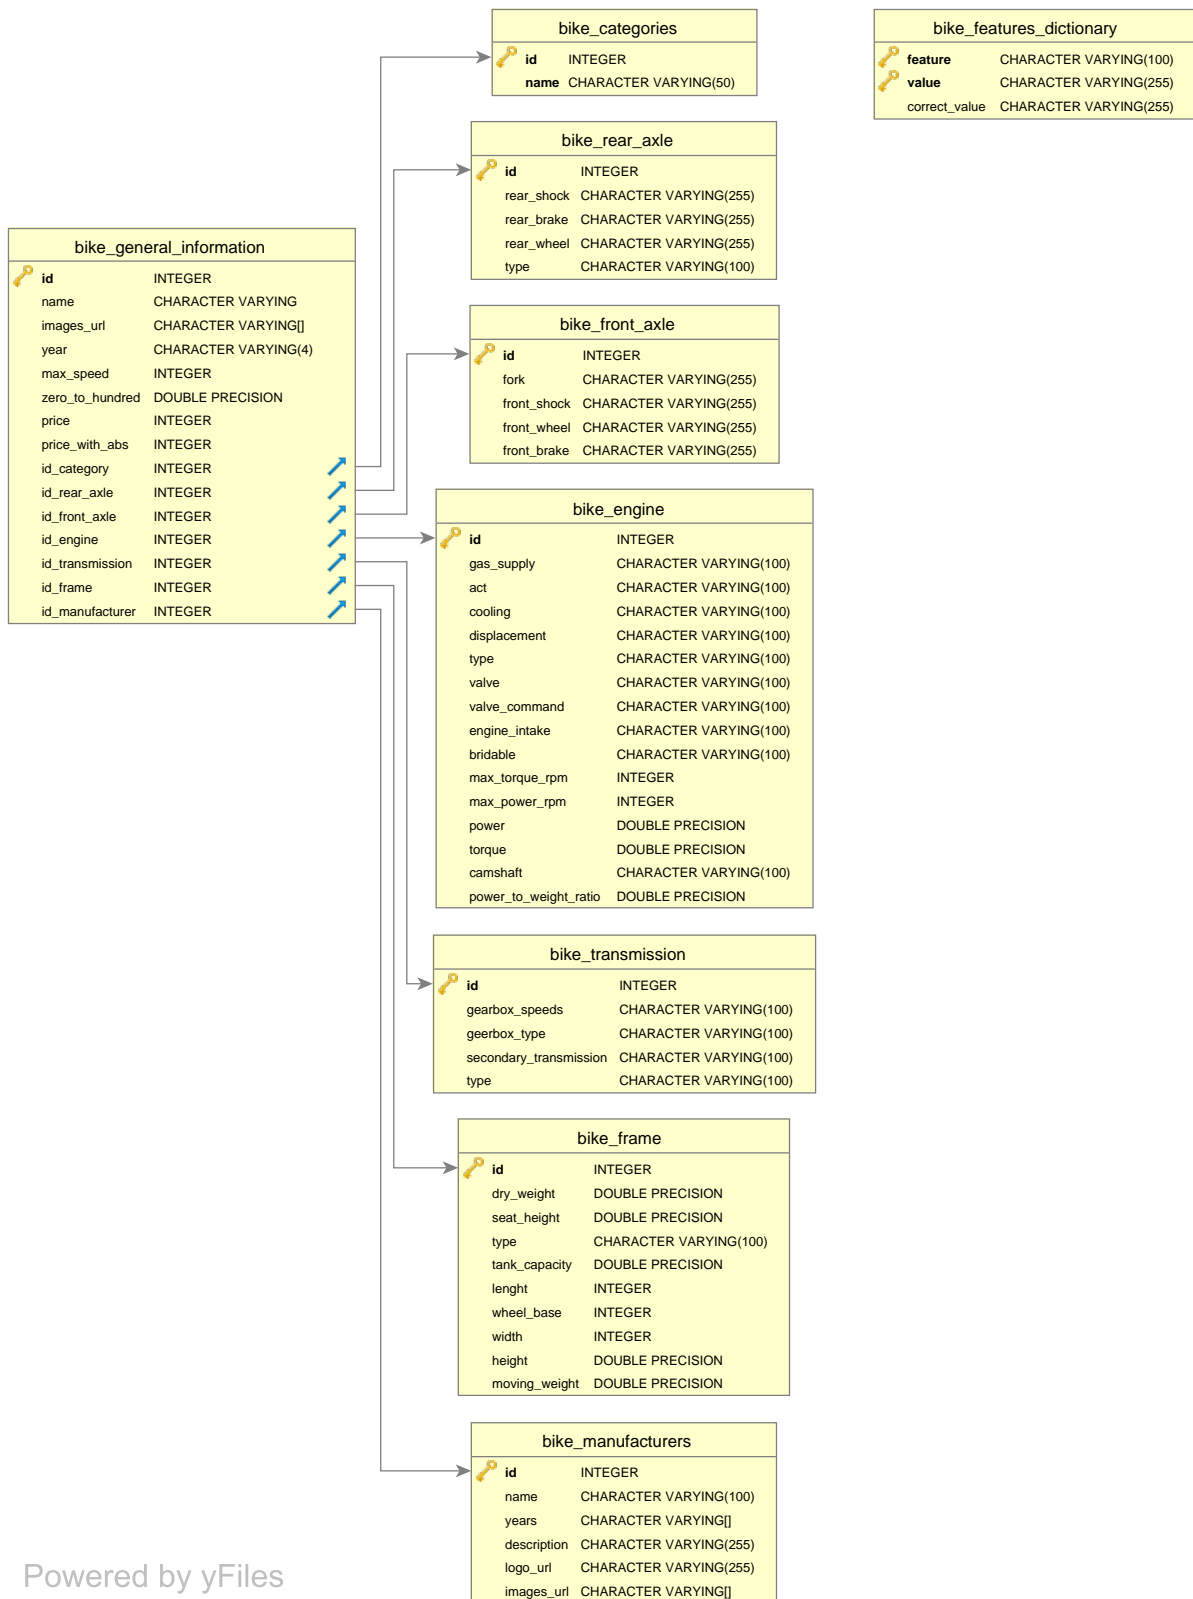 bike_categories
id INTEGER
name CHARACTER VARYING(50)
bike_features_dictionary
feature CHARACTER VARYING(100)
value CHARACTER VARYING(255)
correct_value CHARACTER VARYING(255)
bike_rear_axle
id INTEGER
rear_shock CHARACTER VARYING(255)
rear_brake CHARACTER VARYING(255)
rear_wheel CHARACTER VARYING(255)
type CHARACTER VARYING(100)
bike_general_information
id INTEGER
name CHARACTER VARYING
images_url CHARACTER VARYING[]
year CHARACTER VARYING(4)
max_speed INTEGER
zero_to_hundred DOUBLE PRECISION
price INTEGER
price_with_abs INTEGER
id_category INTEGER
id_rear_axle INTEGER
id_front_axle INTEGER
id_engine INTEGER
id_transmission INTEGER
id_frame INTEGER
id_manufacturer INTEGER
bike_front_axle
id INTEGER
fork CHARACTER VARYING(255)
front_shock CHARACTER VARYING(255)
front_wheel CHARACTER VARYING(255)
front_brake CHARACTER VARYING(255)
bike_engine
id INTEGER
gas_supply CHARACTER VARYING(100)
act CHARACTER VARYING(100)
cooling CHARACTER VARYING(100)
displacement CHARACTER VARYING(100)
type CHARACTER VARYING(100)
valve CHARACTER VARYING(100)
valve_command CHARACTER VARYING(100)
engine_intake CHARACTER VARYING(100)
bridable CHARACTER VARYING(100)
max_torque_rpm INTEGER
max_power_rpm INTEGER
power DOUBLE PRECISION
torque DOUBLE PRECISION
camshaft CHARACTER VARYING(100)
power_to_weight_ratio DOUBLE PRECISION
bike_transmission
id INTEGER
gearbox_speeds CHARACTER VARYING(100)
geerbox_type CHARACTER VARYING(100)
secondary_transmission CHARACTER VARYING(100)
type CHARACTER VARYING(100)
bike_frame
id INTEGER
dry_weight DOUBLE PRECISION
seat_height DOUBLE PRECISION
type CHARACTER VARYING(100)
tank_capacity DOUBLE PRECISION
lenght INTEGER
wheel_base INTEGER
width INTEGER
height DOUBLE PRECISION
moving_weight DOUBLE PRECISION
bike_manufacturers
id INTEGER
name CHARACTER VARYING(100)
years CHARACTER VARYING[]
description CHARACTER VARYING(255)
logo_url CHARACTER VARYING(255)
images_url CHARACTER VARYING[]
Powered by yFiles